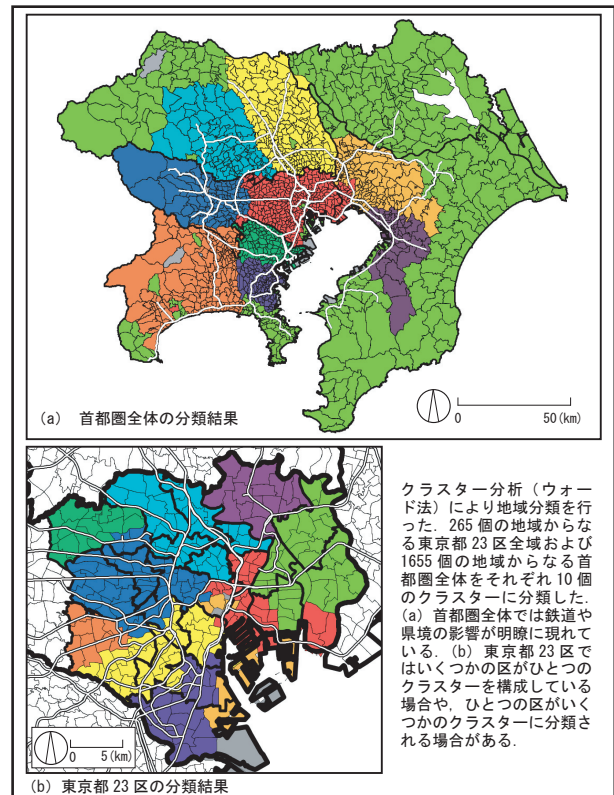 (a) 首都圏全体の分類結果
0 50(km)
クラスター分析（ウォー
ド法）により地域分類を行
った．265 個の地域からな
る東京都 23 区全域および
1655 個の地域からなる首
都圏全体をそれぞれ 10 個
のクラスターに分類した．
(a) 首都圏全体では鉄道や
県境の影響が明瞭に現れて
いる．(b) 東京都 23 区で
はいくつかの区がひとつの
クラスターを構成している
場合や，ひとつの区がいく
つかのクラスターに分類さ
れる場合がある．
0 5(km)
(b) 東京都 23 区の分類結果